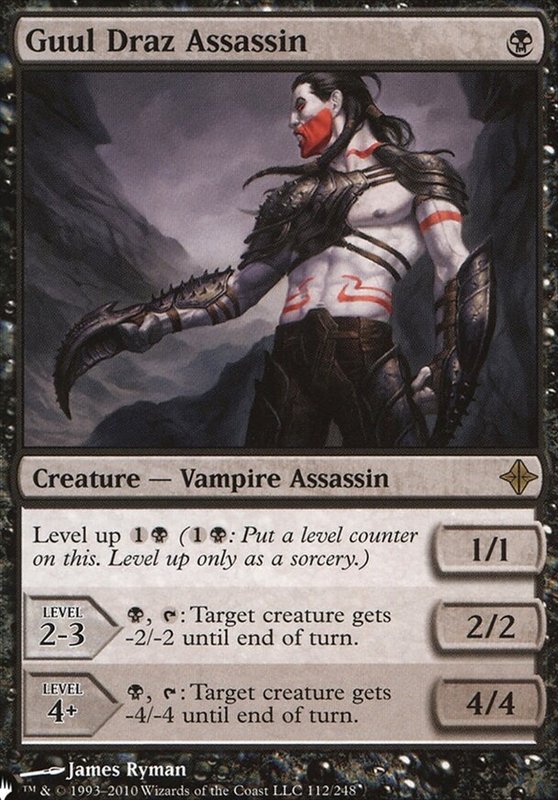 Guul Draz Assassin
Creature — Vampire Assassin
Level up 1 ( 1 : Put a level counter
on this. Level up only as a sorcery.)
1/1
LEVEL
2-3
, : Target creature gets
-2/-2 until end of turn.
2/2
LEVEL
4+
, : Target creature gets
-4/-4 until end of turn.
4/4
James Ryman
™ & © 1993–2010 Wizards of the Coast LLC 112/248